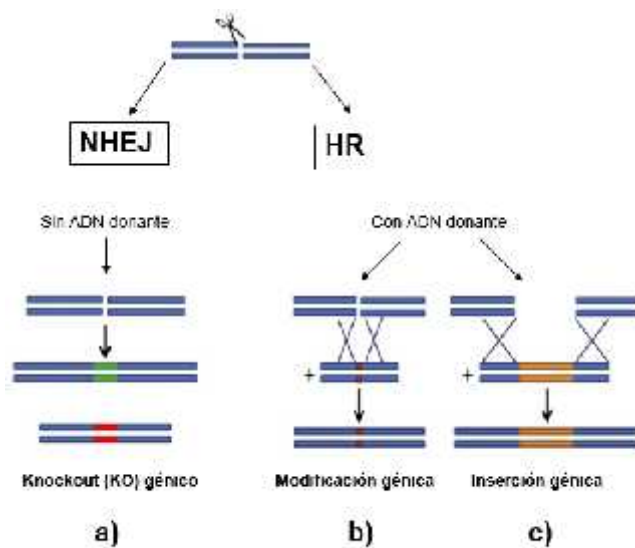 NHEJ
HR
Sin ADN donante
Con ADN donante
+
+
Knockout (KO) génico
Modificación génica
Inserción génica
a)
b)
c)